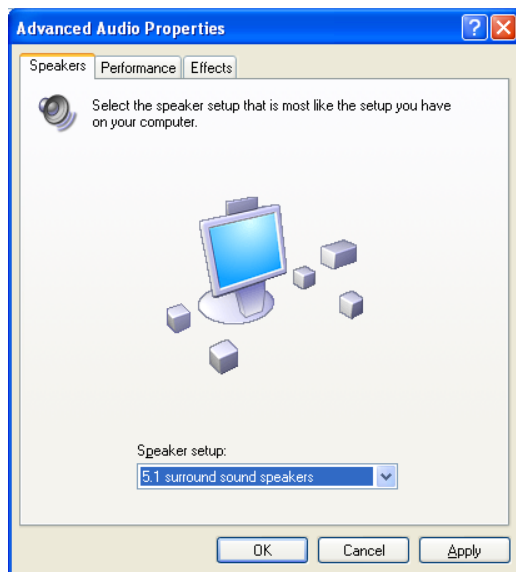 Advanced Audio Properties
Speakers Performance Effects
Select the speaker setup that is most like the setup you have
on your computer.
Speaker setup:
5.1 surround sound speakers
OK Cancel Apply